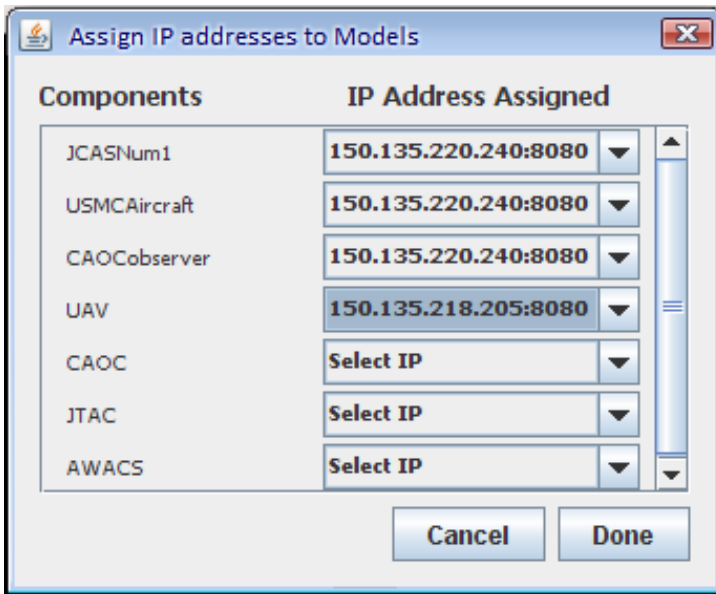 Assign IP addresses to Models
Components IP Address Assigned
JCASNum1 150.135.220.240:8080
USMCAircraft 150.135.220.240:8080
CAOCobserver 150.135.220.240:8080
UAV 150.135.218.205:8080
CAOC Select IP
JTAC Select IP
AWACS Select IP
Cancel Done